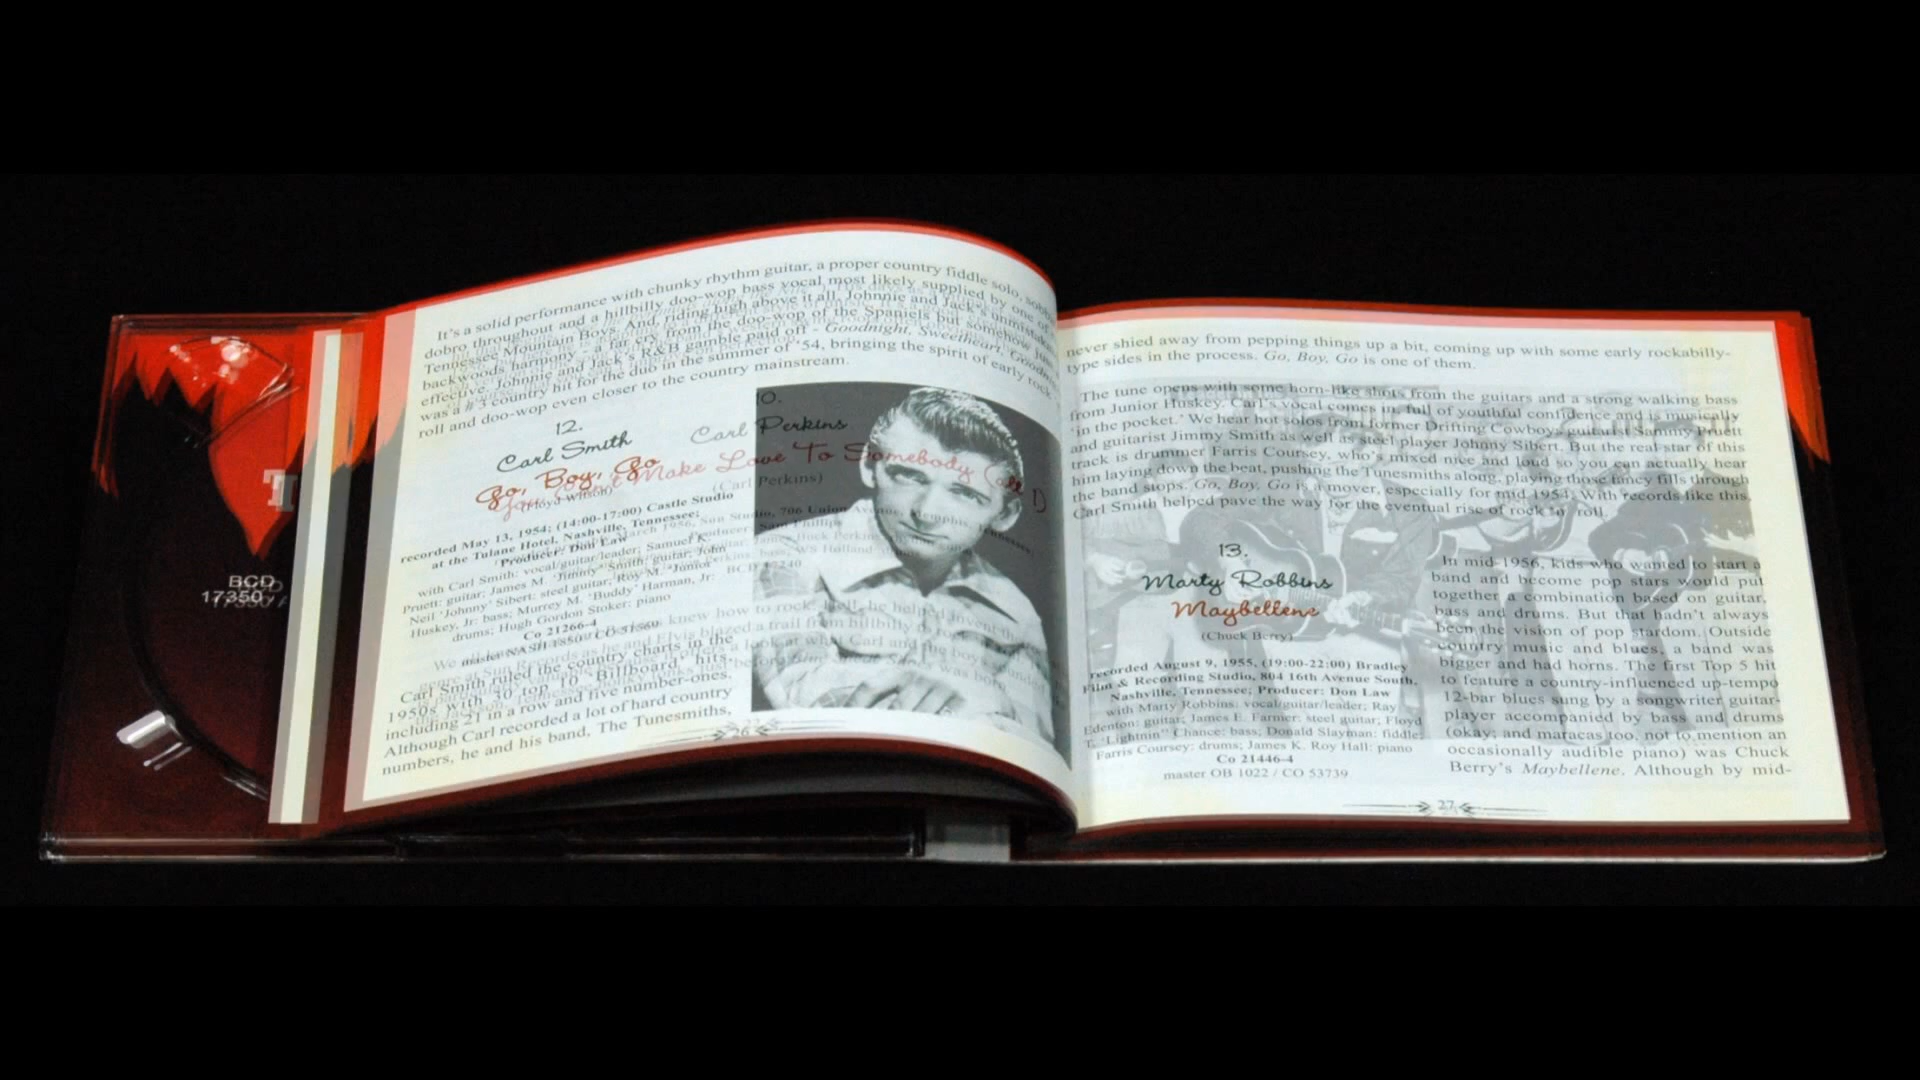 It's a solid performance with chunky rhythm guitar, a proper country fiddle solo,
dobro throughout and a hillbilly doo-wop bass vocal most likely supplied by one of
Tennessee Mountain Boys. And, riding high above it all, Johnnie and Jack's
backwoods harmony - a far cry from the doo-wop of the Spaniels but somehow
effective. Johnnie and Jack's R&B gamble paid off - Goodnight, Sweetheart,
was a #3 country hit for the duo in the summer of '54, bringing the spirit of early rock
roll and doo-wop even closer to the country mainstream.
12.
Carl Smith
Go, Boy, Go
recorded May 13, 1954; (14:00-17:00) Castle Studio
at the Tulane Hotel, Nashville, Tennessee;
Producer: Don Law
with Carl Smith: vocal/guitar/leader; Samuel K.
Pruett: guitar; James M. 'Jimmy' Smith: guitar; John
Neil 'Johnny' Sibert: steel guitar; Roy M. 'Junior'
Huskey, Jr: bass; Murrey M. 'Buddy' Harman, Jr:
drums; Hugh Gordon Stoker: piano
Co 21266-4
Carl Smith ruled the country charts in the
1950s with 30 top 10 'Billboard' hits,
including 21 in a row and five number-ones.
Although Carl recorded a lot of hard country
numbers, he and his band, The Tunesmiths,
26
10.
Carl Perkins
Make Love To Somebody
(Carl Perkins)
never shied away from pepping things up a bit, coming up with some early rockabilly-
type sides in the process. Go, Boy, Go is one of them.
The tune opens with some horn-like shots from the guitars and a strong walking bass
from Junior Huskey. Carl's vocal comes in, full of youthful confidence and is musically
'in the pocket.' We hear hot solos from former Drifting Cowboys guitarist Sammy Pruett
and guitarist Jimmy Smith as well as steel player Johnny Sibert. But the real star of this
track is drummer Farris Coursey, who's mixed nice and loud so you can actually hear
him laying down the beat, pushing the Tunesmiths along, playing those fancy fills through
the band stops. Go, Boy, Go is a mover, especially for mid 1954. With records like this,
Carl Smith helped pave the way for the eventual rise of rock 'n' roll.
13.
Marty Robbins
Maybellene
(Chuck Berry)
recorded August 9, 1955, (19:00-22:00) Bradley
Film & Recording Studio, 804 16th Avenue South,
Nashville, Tennessee; Producer: Don Law
with Marty Robbins: vocal/guitar/leader; Ray
Edenton: guitar; James E. Farmer: steel guitar; Floyd
T. 'Lightnin'' Chance: bass; Donald Slayman: fiddle
Farris Coursey: drums; James K. Roy Hall: piano
Co 21446-4
master OB 1022 / CO 53739
In mid-1956, kids who wanted to start a
band and become pop stars would put
together a combination based on guitar,
bass and drums. But that hadn't always
been the vision of pop stardom. Outside
country music and blues, a band was
bigger and had horns. The first Top 5 hit
to feature a country-influenced up-tempo
12-bar blues sung by a songwriter guitar-
player accompanied by bass and drums
(okay; and maracas too, not to mention an
occasionally audible piano) was Chuck
Berry's Maybellene. Although by mid-
27
BCD
17350